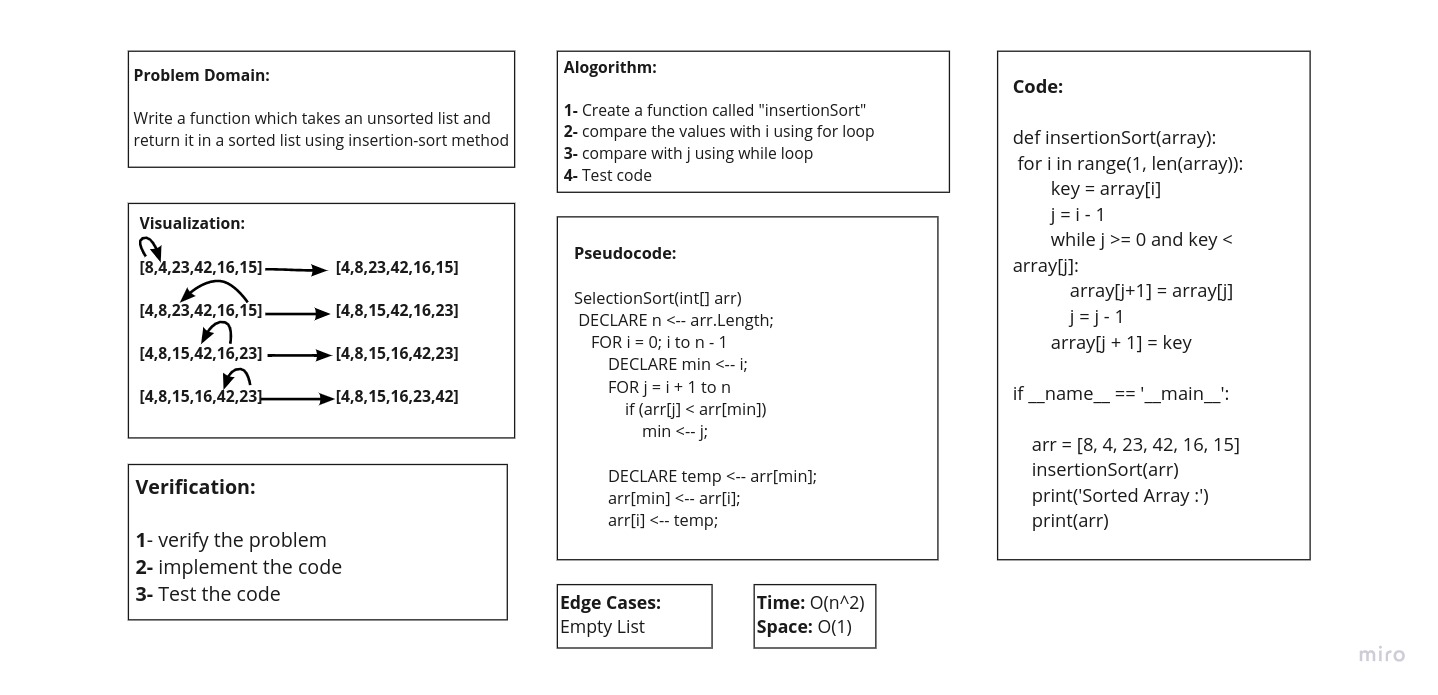 Problem Domain:
Write a function which takes an unsorted list and
return it in a sorted list using insertion-sort method
Visualization:
[8,4,23,42,16,15] [4,8,23,42,16,15]
[4,8,23,42,16,15] [4,8,15,42,16,23]
[4,8,15,42,16,23] [4,8,15,16,42,23]
[4,8,15,16,42,23] [4,8,15,16,23,42]
Verification:
1- verify the problem
2- implement the code
3- Test the code
Alogorithm:
1- Create a function called "insertionSort"
2- compare the values with i using for loop
3- compare with j using while loop
4- Test code
Pseudocode:
SelectionSort(int[] arr)
DECLARE n <-- arr.Length;
FOR i = 0; i to n - 1
DECLARE min <-- i;
FOR j = i + 1 to n
if (arr[j] < arr[min])
min <-- j;
DECLARE temp <-- arr[min];
arr[min] <-- arr[i];
arr[i] <-- temp;
Edge Cases:
Empty List
Time: O(n^2)
Space: O(1)
Code:
def insertionSort(array):
for i in range(1, len(array)):
key = array[i]
j = i - 1
while j >= 0 and key <
array[j]:
array[j+1] = array[j]
j = j - 1
array[j + 1] = key
if __name__ == '__main__':
arr = [8, 4, 23, 42, 16, 15]
insertionSort(arr)
print('Sorted Array :')
print(arr)
miro